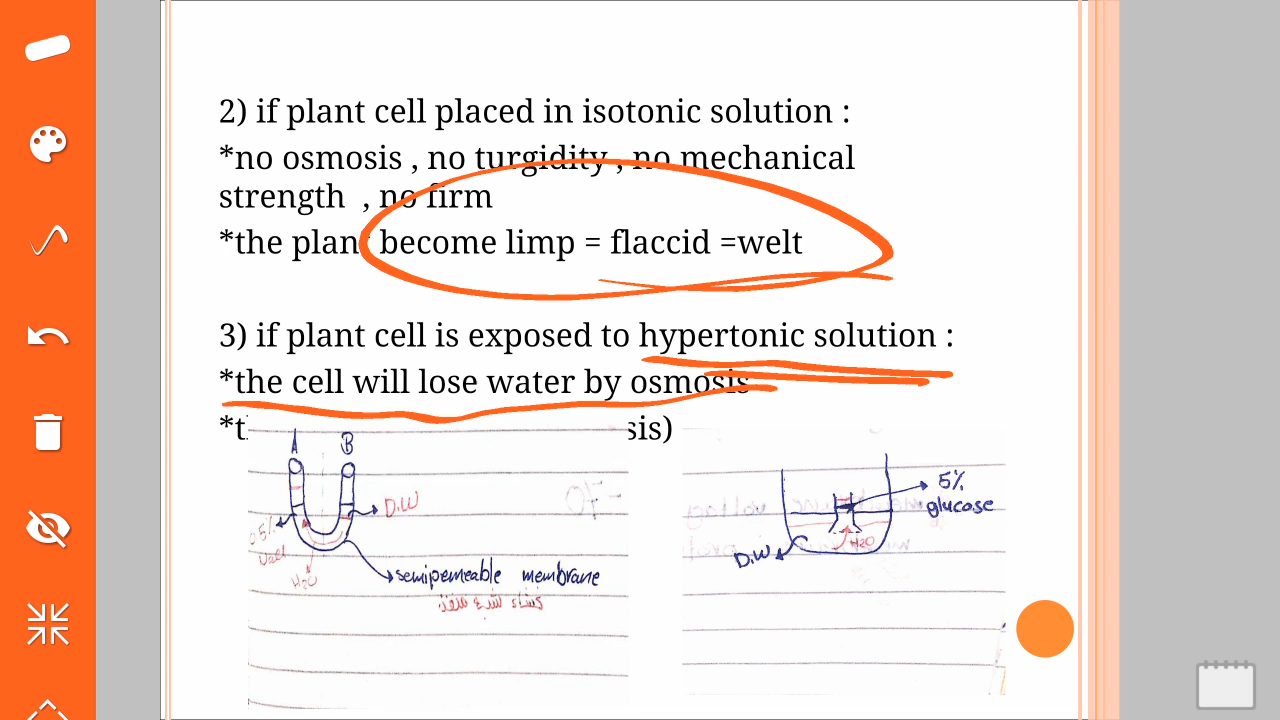 2) if plant cell placed in isotonic solution :
*no osmosis , no turgidity , no mechanical
strength , no firm
*the plant become limp = flaccid =welt
3) if plant cell is exposed to hypertonic solution :
*the cell will lose water by osmosis
*t sis)
A B
D.W
5%
H2O
semipemeable membrane
5%
glucose
H2O
D.W